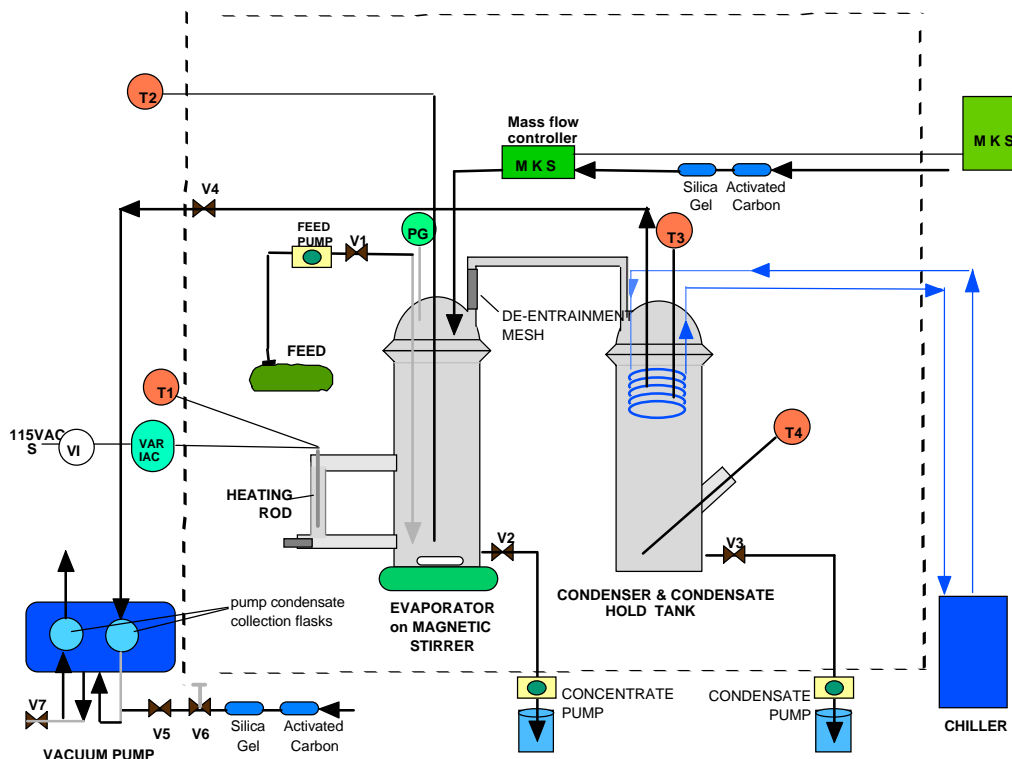 T2
Mass flow
controller
M K S
M K S
Silica
Gel
Activated
Carbon
V4
FEED
PUMP
V1
PG
T3
DE-ENTRAINMENT
MESH
FEED
T1
115VAC
S
VI
VAR
IAC
T4
HEATING
ROD
V2
V3
EVAPORATOR
on MAGNETIC
STIRRER
CONDENSER & CONDENSATE
HOLD TANK
pump condensate
collection flasks
CONCENTRATE
PUMP
CONDENSATE
PUMP
V7
V5
V6
Silica
Gel
Activated
Carbon
VACUUM PUMP
CHILLER